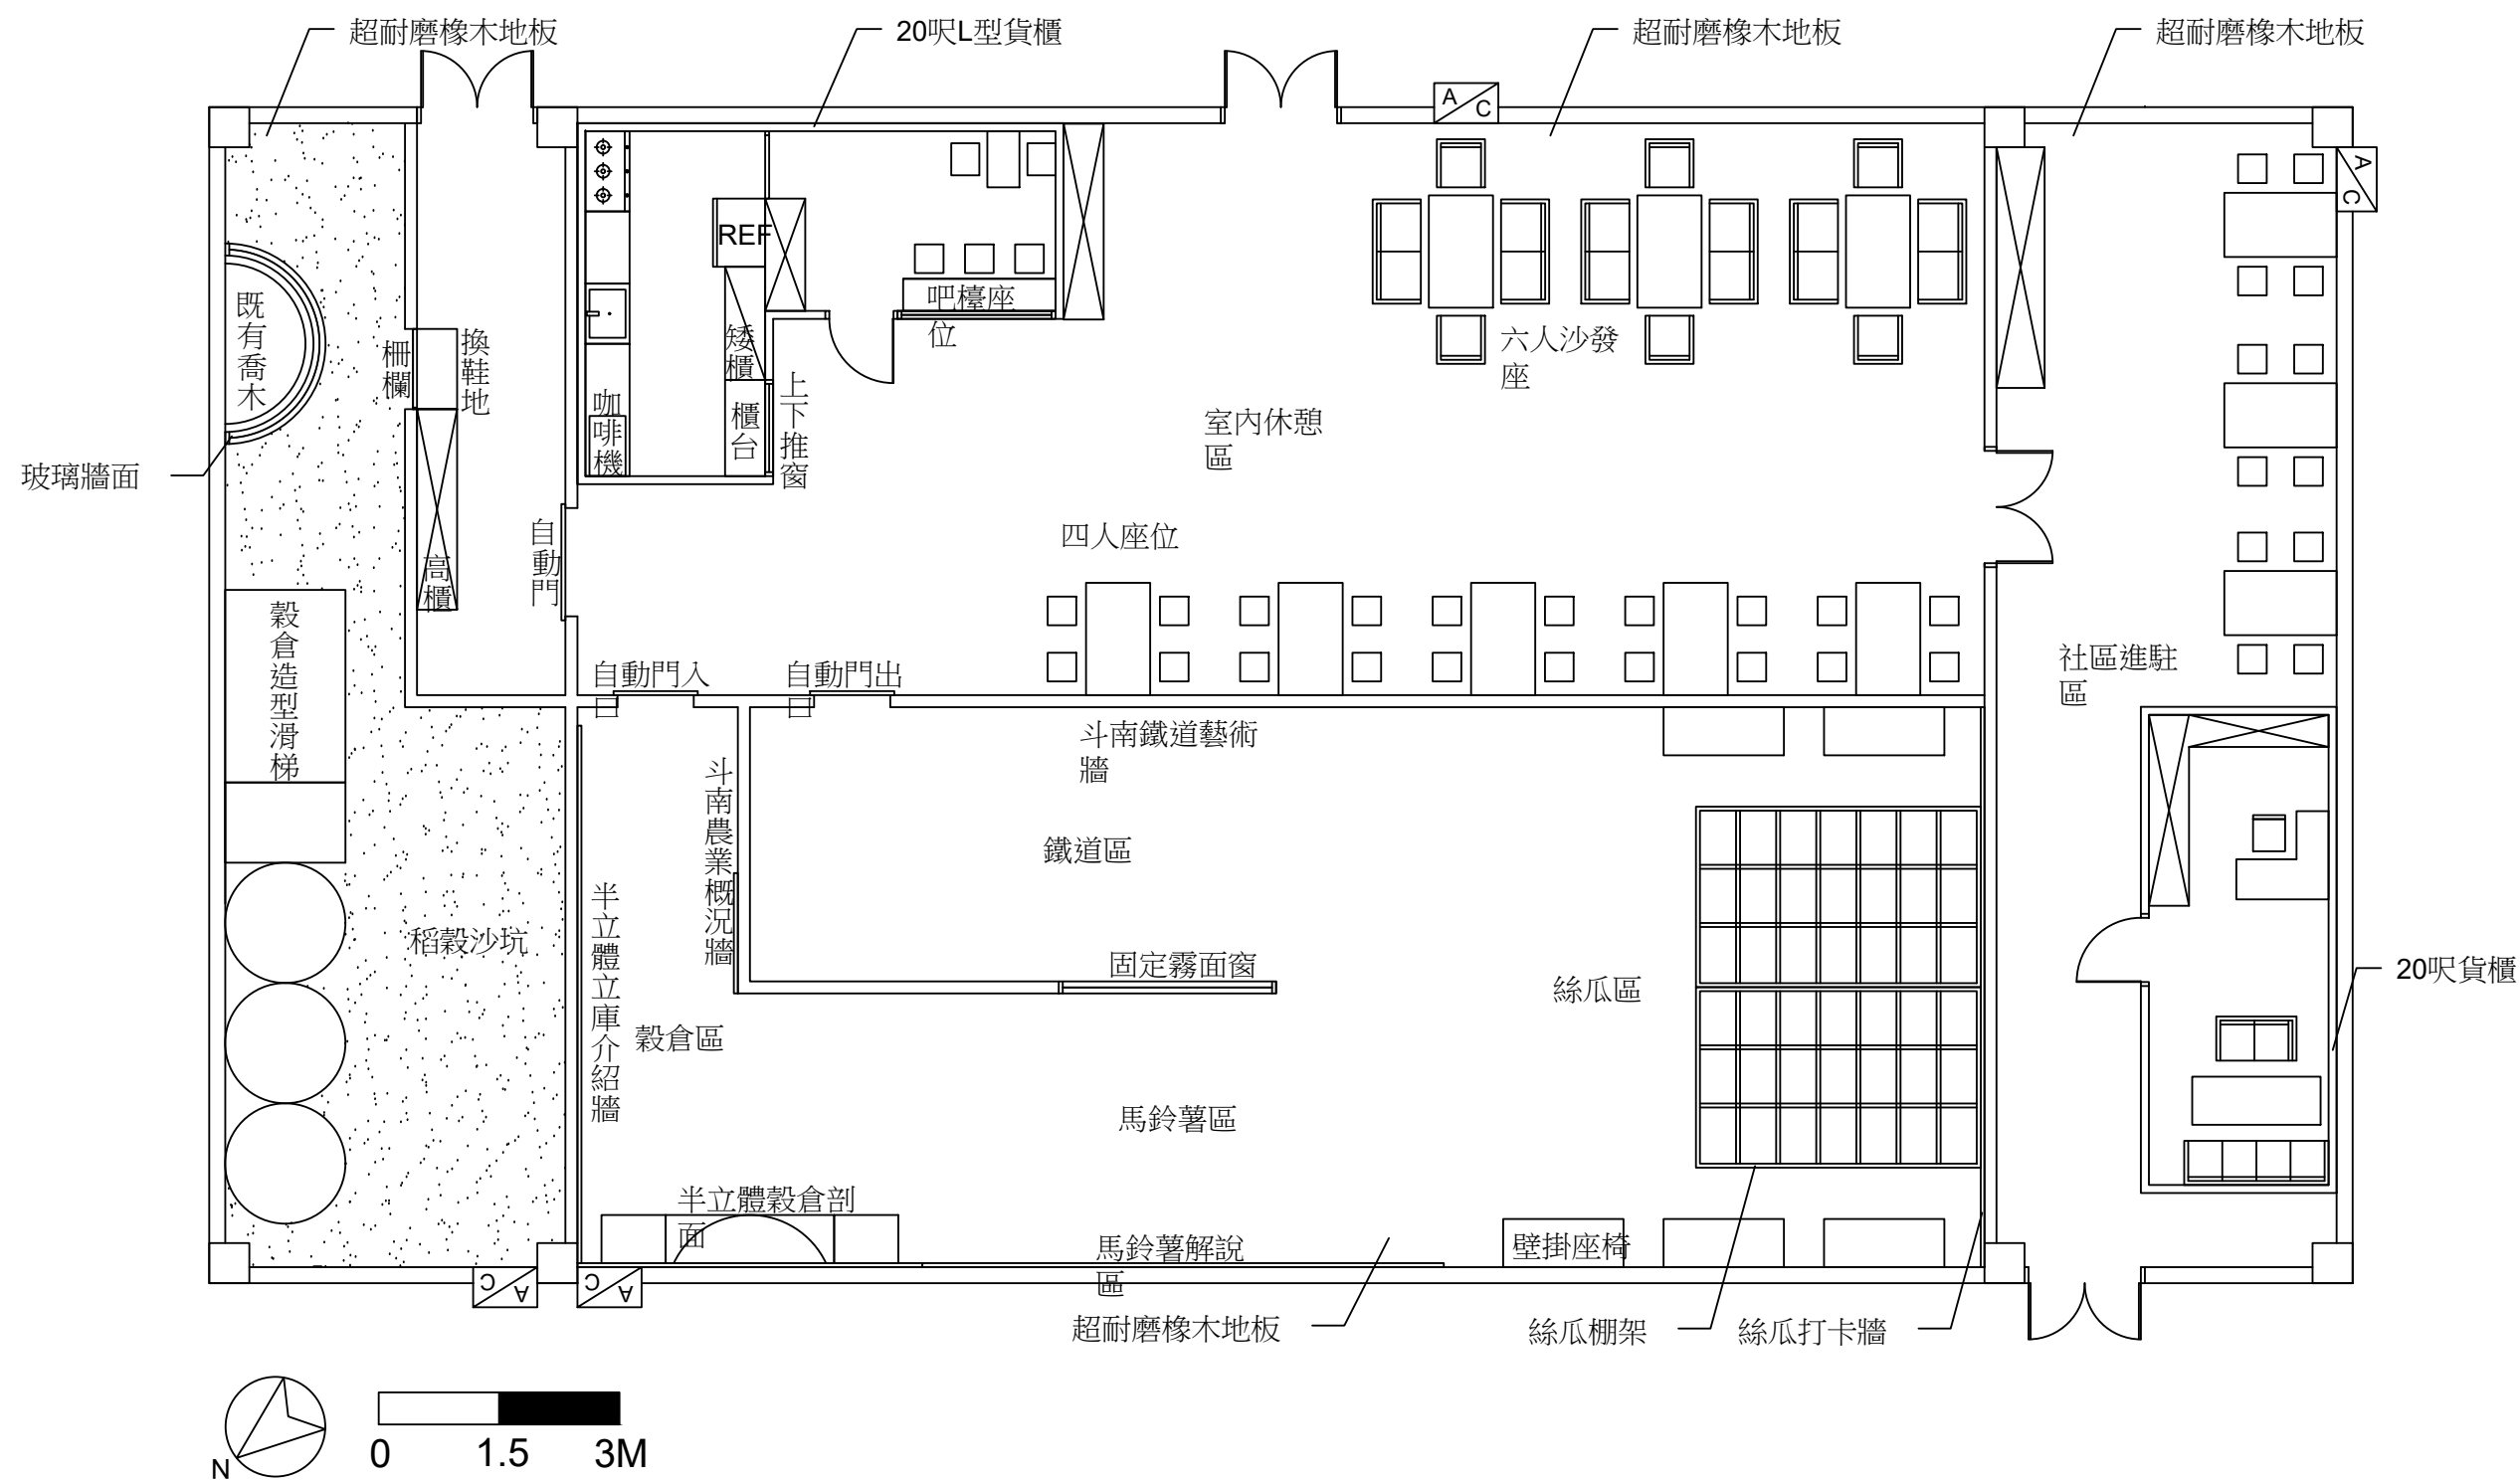 超耐磨橡木地板
20呎L型貨櫃
超耐磨橡木地板
超耐磨橡木地板
A
C
A
C
REF
既有喬木
柵欄
換鞋地
吧檯座
位
矮櫃
上下推窗
咖啡機
櫃台
六人沙發
座
室內休憩
區
玻璃牆面
高櫃
自動門
四人座位
穀倉造型滑梯
自動門入
口
自動門出
口
社區進駐
區
斗南鐵道藝術
牆
斗南農業概況牆
鐵道區
半立體立庫介紹牆
稻穀沙坑
固定霧面窗
絲瓜區
20呎貨櫃
穀倉區
馬鈴薯區
半立體穀倉剖
面
馬鈴薯解說
區
壁掛座椅
A
C
A
C
超耐磨橡木地板
絲瓜棚架
絲瓜打卡牆
N
0
1.5
3M